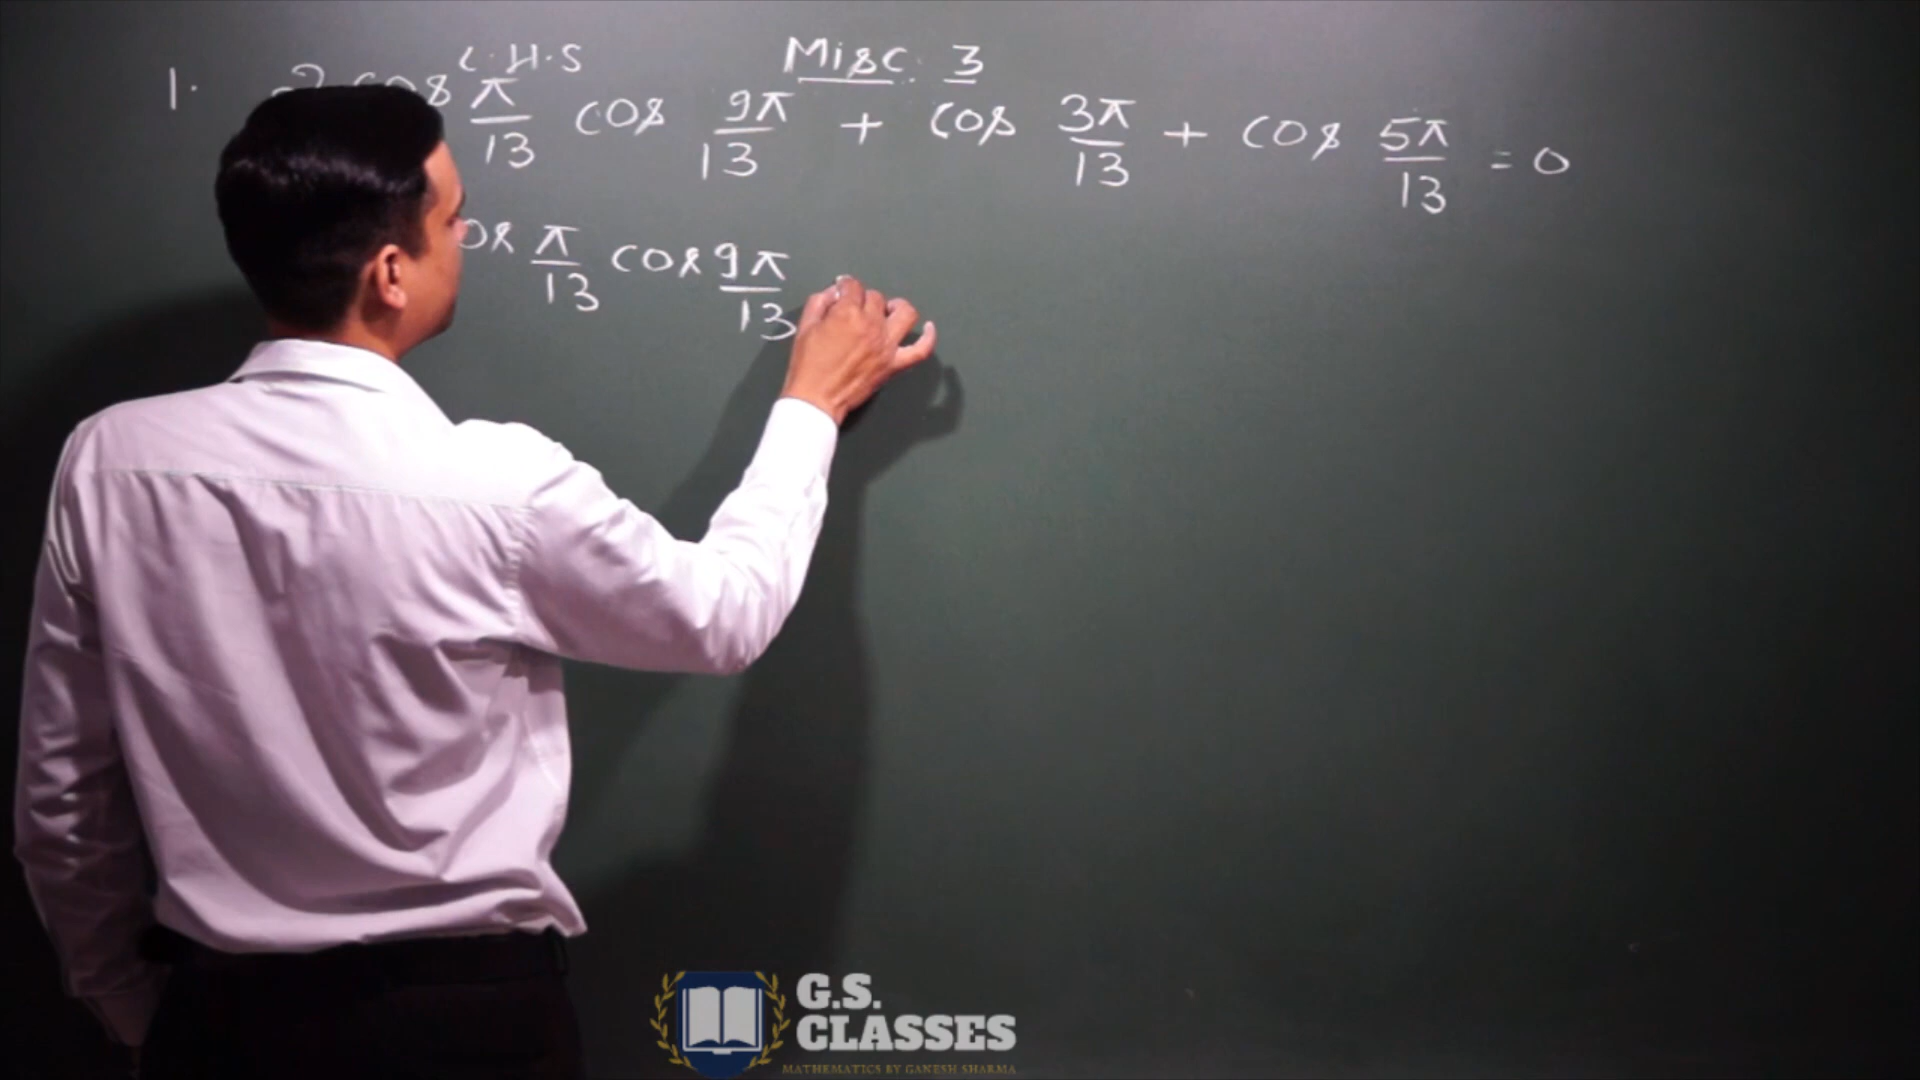 L.H.S Misc. 3
1. 2 cos π/13 cos 9π/13 + cos 3π/13 + cos 5π/13 = 0
os π/13 cos 9π/13
G.S.
CLASSES
MATHEMATICS BY GANESH SHARMA